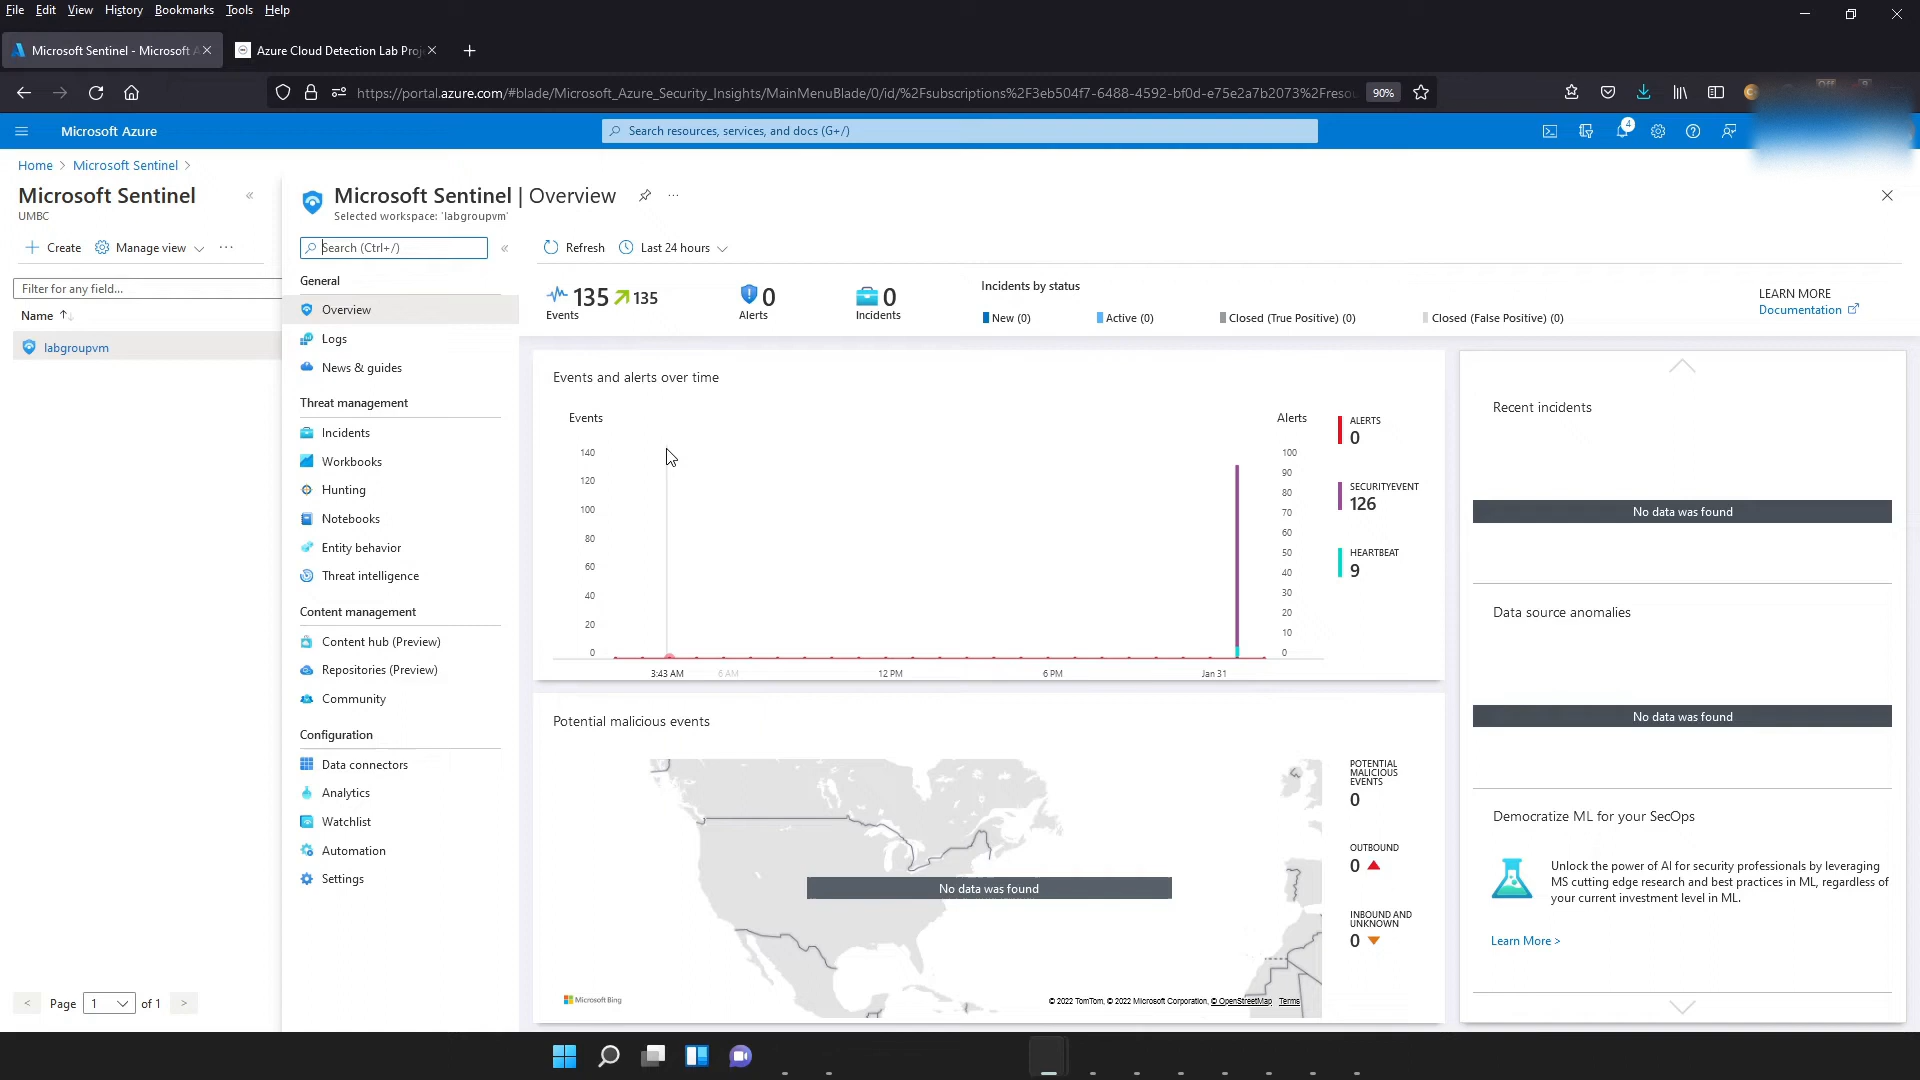 File Edit View History Bookmarks Tools Help
Microsoft Sentinel - Microsoft A
Azure Cloud Detection Lab Proj
https://portal.azure.com/#blade/Microsoft_Azure_Security_Insights/MainMenuBlade/0/id/%2Fsubscriptions%2F3eb504f7-6488-4592-bf0d-e75e2a7b2073%2Fresou
90%
Microsoft Azure
Search resources, services, and docs (G+/)
4
Home > Microsoft Sentinel >
Microsoft Sentinel
UMBC
Create Manage view ...
Filter for any field...
Name
labgroupvm
< Page 1 of 1 >
Microsoft Sentinel | Overview ...
Selected workspace: 'labgroupvm'
Search (Ctrl+/)
General
Overview
Logs
News & guides
Threat management
Incidents
Workbooks
Hunting
Notebooks
Entity behavior
Threat intelligence
Content management
Content hub (Preview)
Repositories (Preview)
Community
Configuration
Data connectors
Analytics
Watchlist
Automation
Settings
Refresh Last 24 hours
135 135
Events
0
Alerts
0
Incidents
Incidents by status
New (0) Active (0) Closed (True Positive) (0) Closed (False Positive) (0)
LEARN MORE
Documentation
Events and alerts over time
Events
140
120
100
80
60
40
20
0
3:43 AM 6 AM 12 PM 6 PM Jan 31
Alerts
100
90
80
70
60
50
40
30
20
10
0
ALERTS
0
SECURITYEVENT
126
HEARTBEAT
9
Potential malicious events
No data was found
Microsoft Bing
© 2022 TomTom, © 2022 Microsoft Corporation, © OpenStreetMap Terms
POTENTIAL
MALICIOUS
EVENTS
0
OUTBOUND
0
INBOUND AND
UNKNOWN
0
Recent incidents
No data was found
Data source anomalies
No data was found
Democratize ML for your SecOps
Unlock the power of AI for security professionals by leveraging
MS cutting edge research and best practices in ML, regardless of
your current investment level in ML.
Learn More >